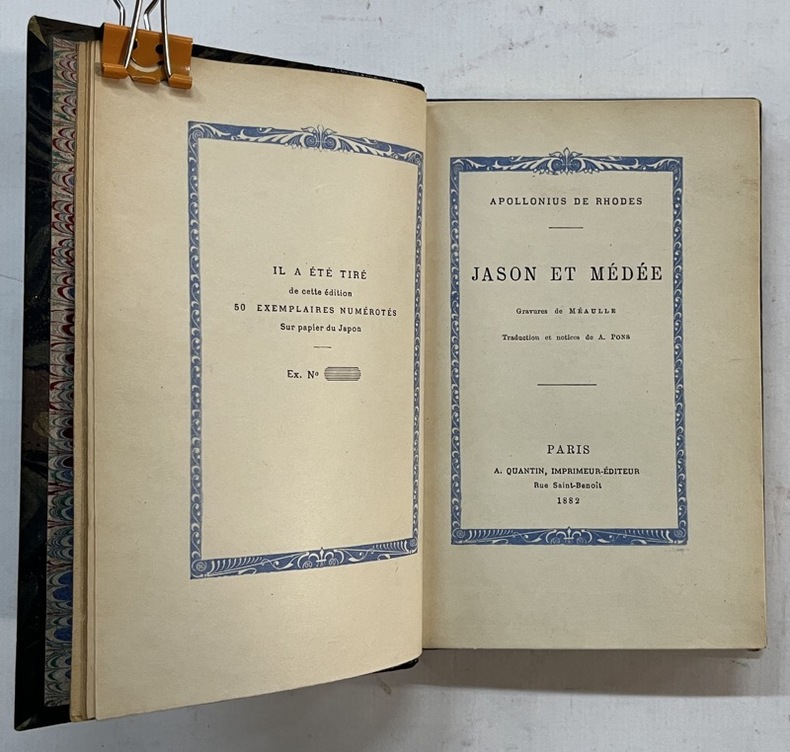 IL A ÉTÉ TIRÉ
de cette édition
50 EXEMPLAIRES NUMÉROTÉS
Sur papier du Japon
Ex. Nº
APOLLONIUS DE RHODES
JASON ET MÉDÉE
Gravures de MÉAULLE
Traduction et notices de A. PONS
PARIS
A. QUANTIN, IMPRIMEUR-ÉDITEUR
Rue Saint-Benoît
1882